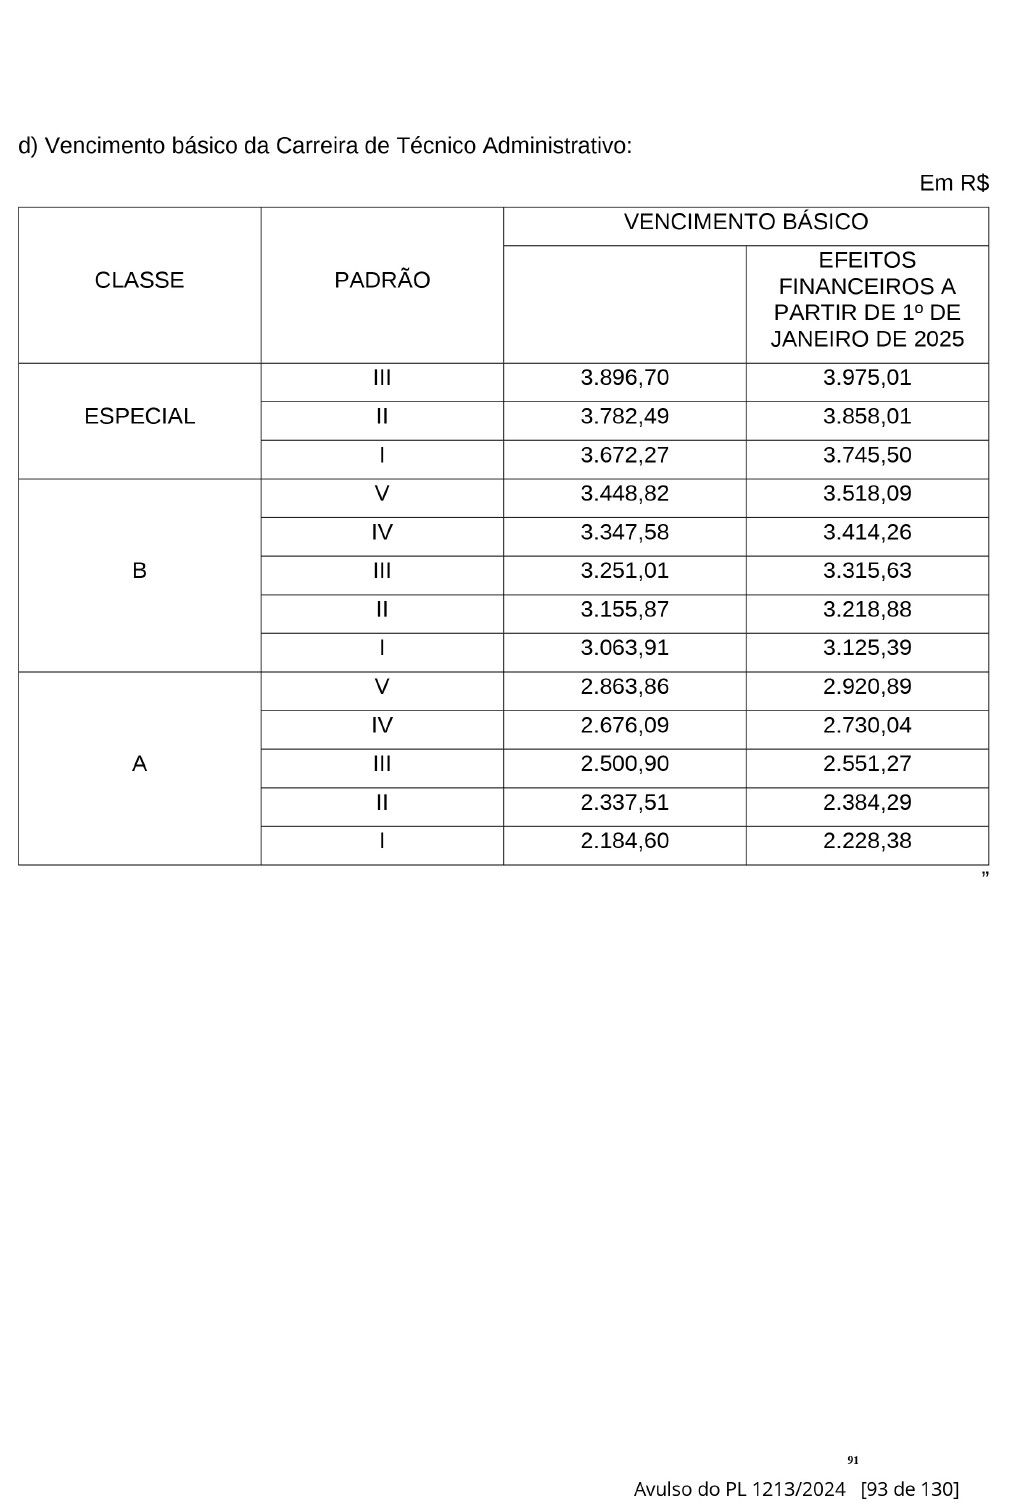 d) Vencimento básico da Carreira de Técnico Administrativo:
Em R$
CLASSE PADRÃO VENCIMENTO BÁSICO
EFEITOS
FINANCEIROS A
PARTIR DE 1º DE
JANEIRO DE 2025
ESPECIAL III 3.896,70 3.975,01
II 3.782,49 3.858,01
I 3.672,27 3.745,50
B V 3.448,82 3.518,09
IV 3.347,58 3.414,26
III 3.251,01 3.315,63
II 3.155,87 3.218,88
I 3.063,91 3.125,39
A V 2.863,86 2.920,89
IV 2.676,09 2.730,04
III 2.500,90 2.551,27
II 2.337,51 2.384,29
I 2.184,60 2.228,38
”
91
Avulso do PL 1213/2024 [93 de 130]